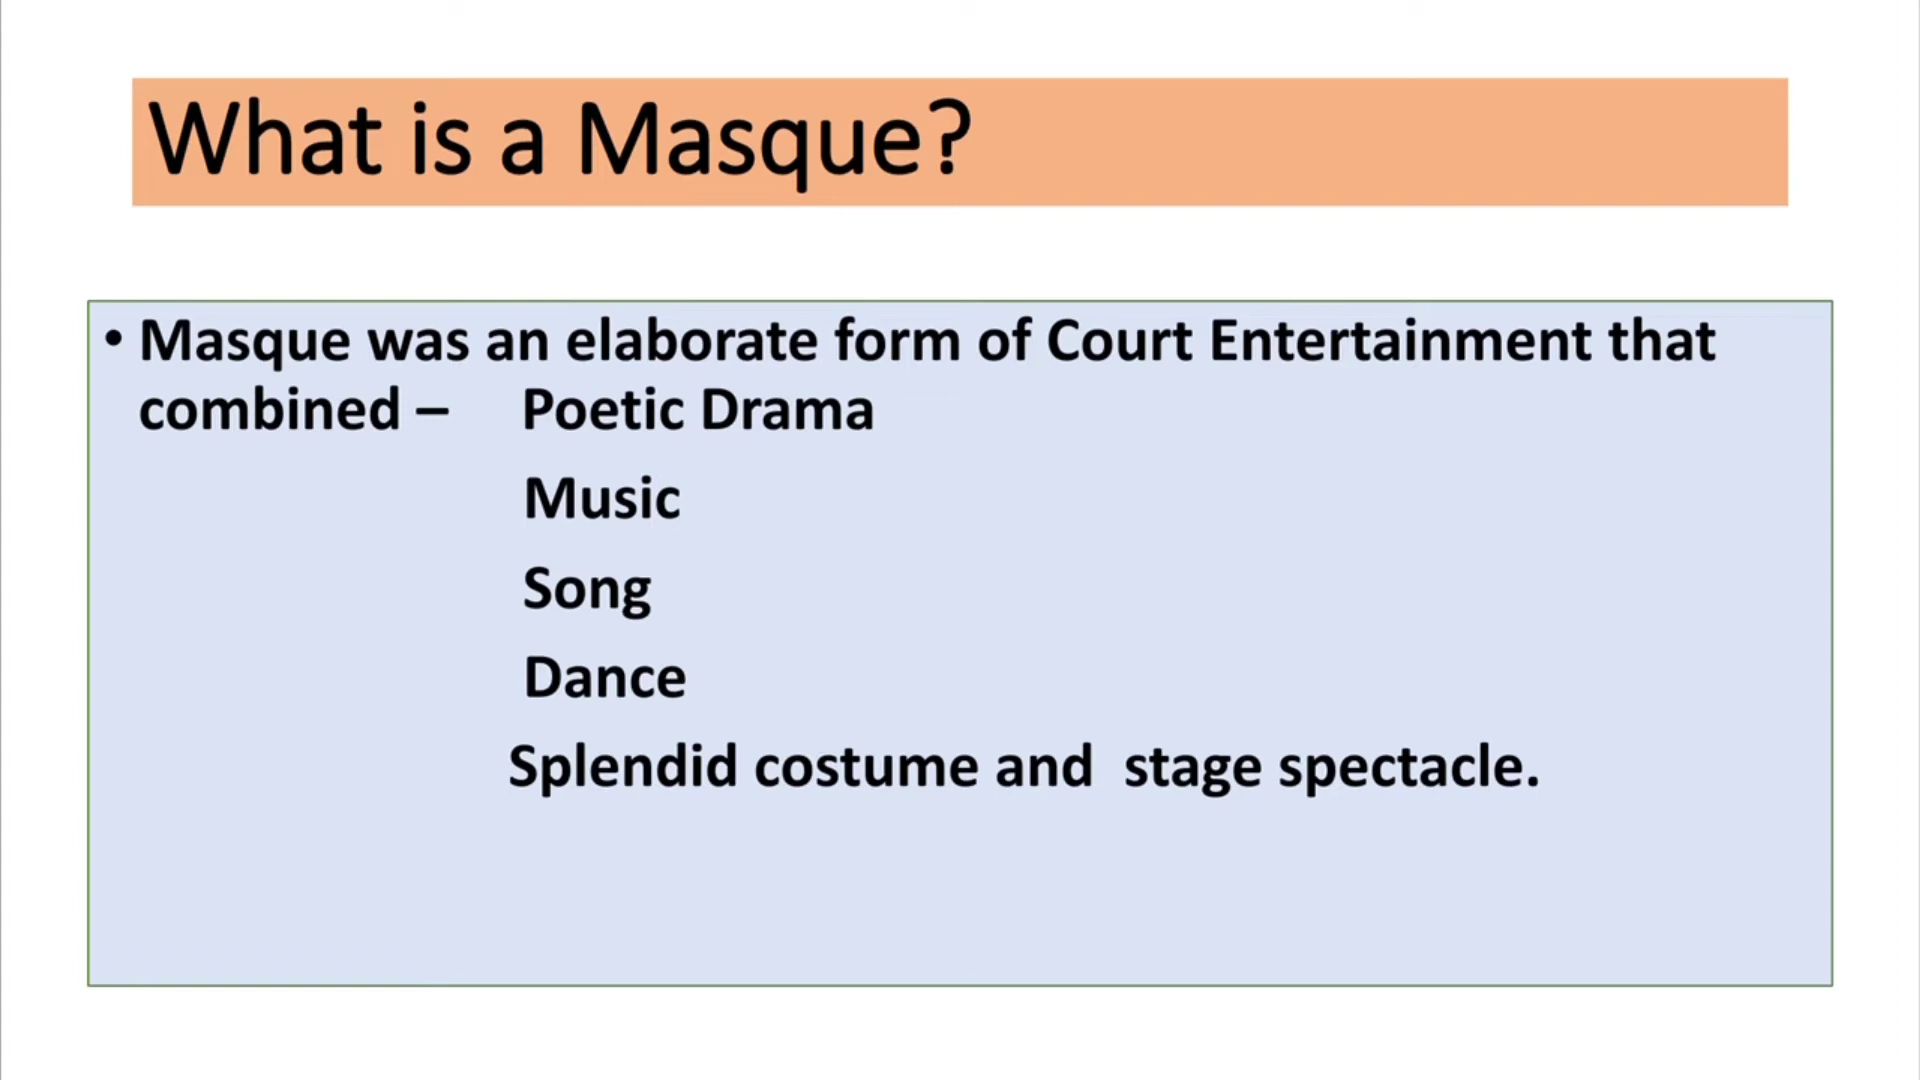 What is a Masque?
• Masque was an elaborate form of Court Entertainment that
combined – Poetic Drama
Music
Song
Dance
Splendid costume and stage spectacle.